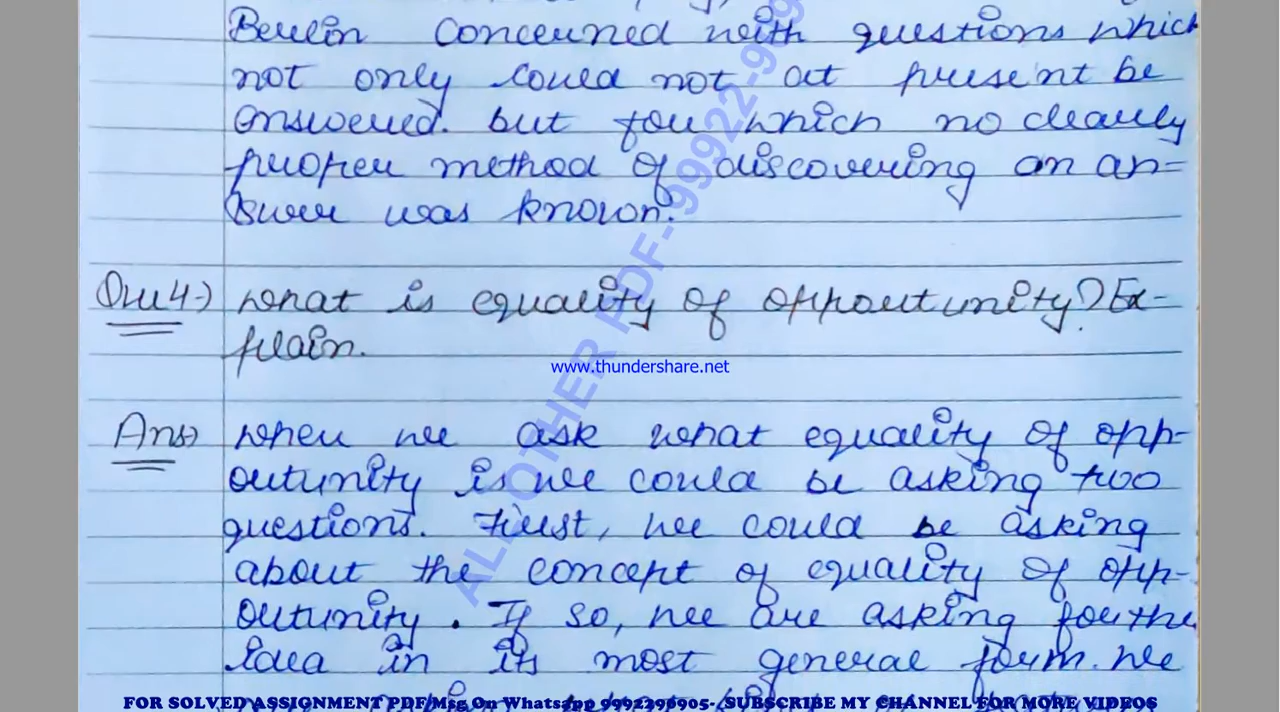 Berlin concerned with questions which
not only could not at present be
answered. but for which no clearly
proper method of discovering an an=
swer was known.
Que 4-) What is equality of opportunity? Ex-
plain.
www.thundershare.net
Ans-) When we ask what equality of opp-
ortunity is we could be asking two
questions. First, we could be asking
about the concept of equality of opp-
ortunity. If so, we are asking for the
idea in its most general form. We
FOR SOLVED ASSIGNMENT PDF/Msg On Whatsapp 9992296905- SUBSCRIBE MY CHANNEL FOR MORE VIDEOS